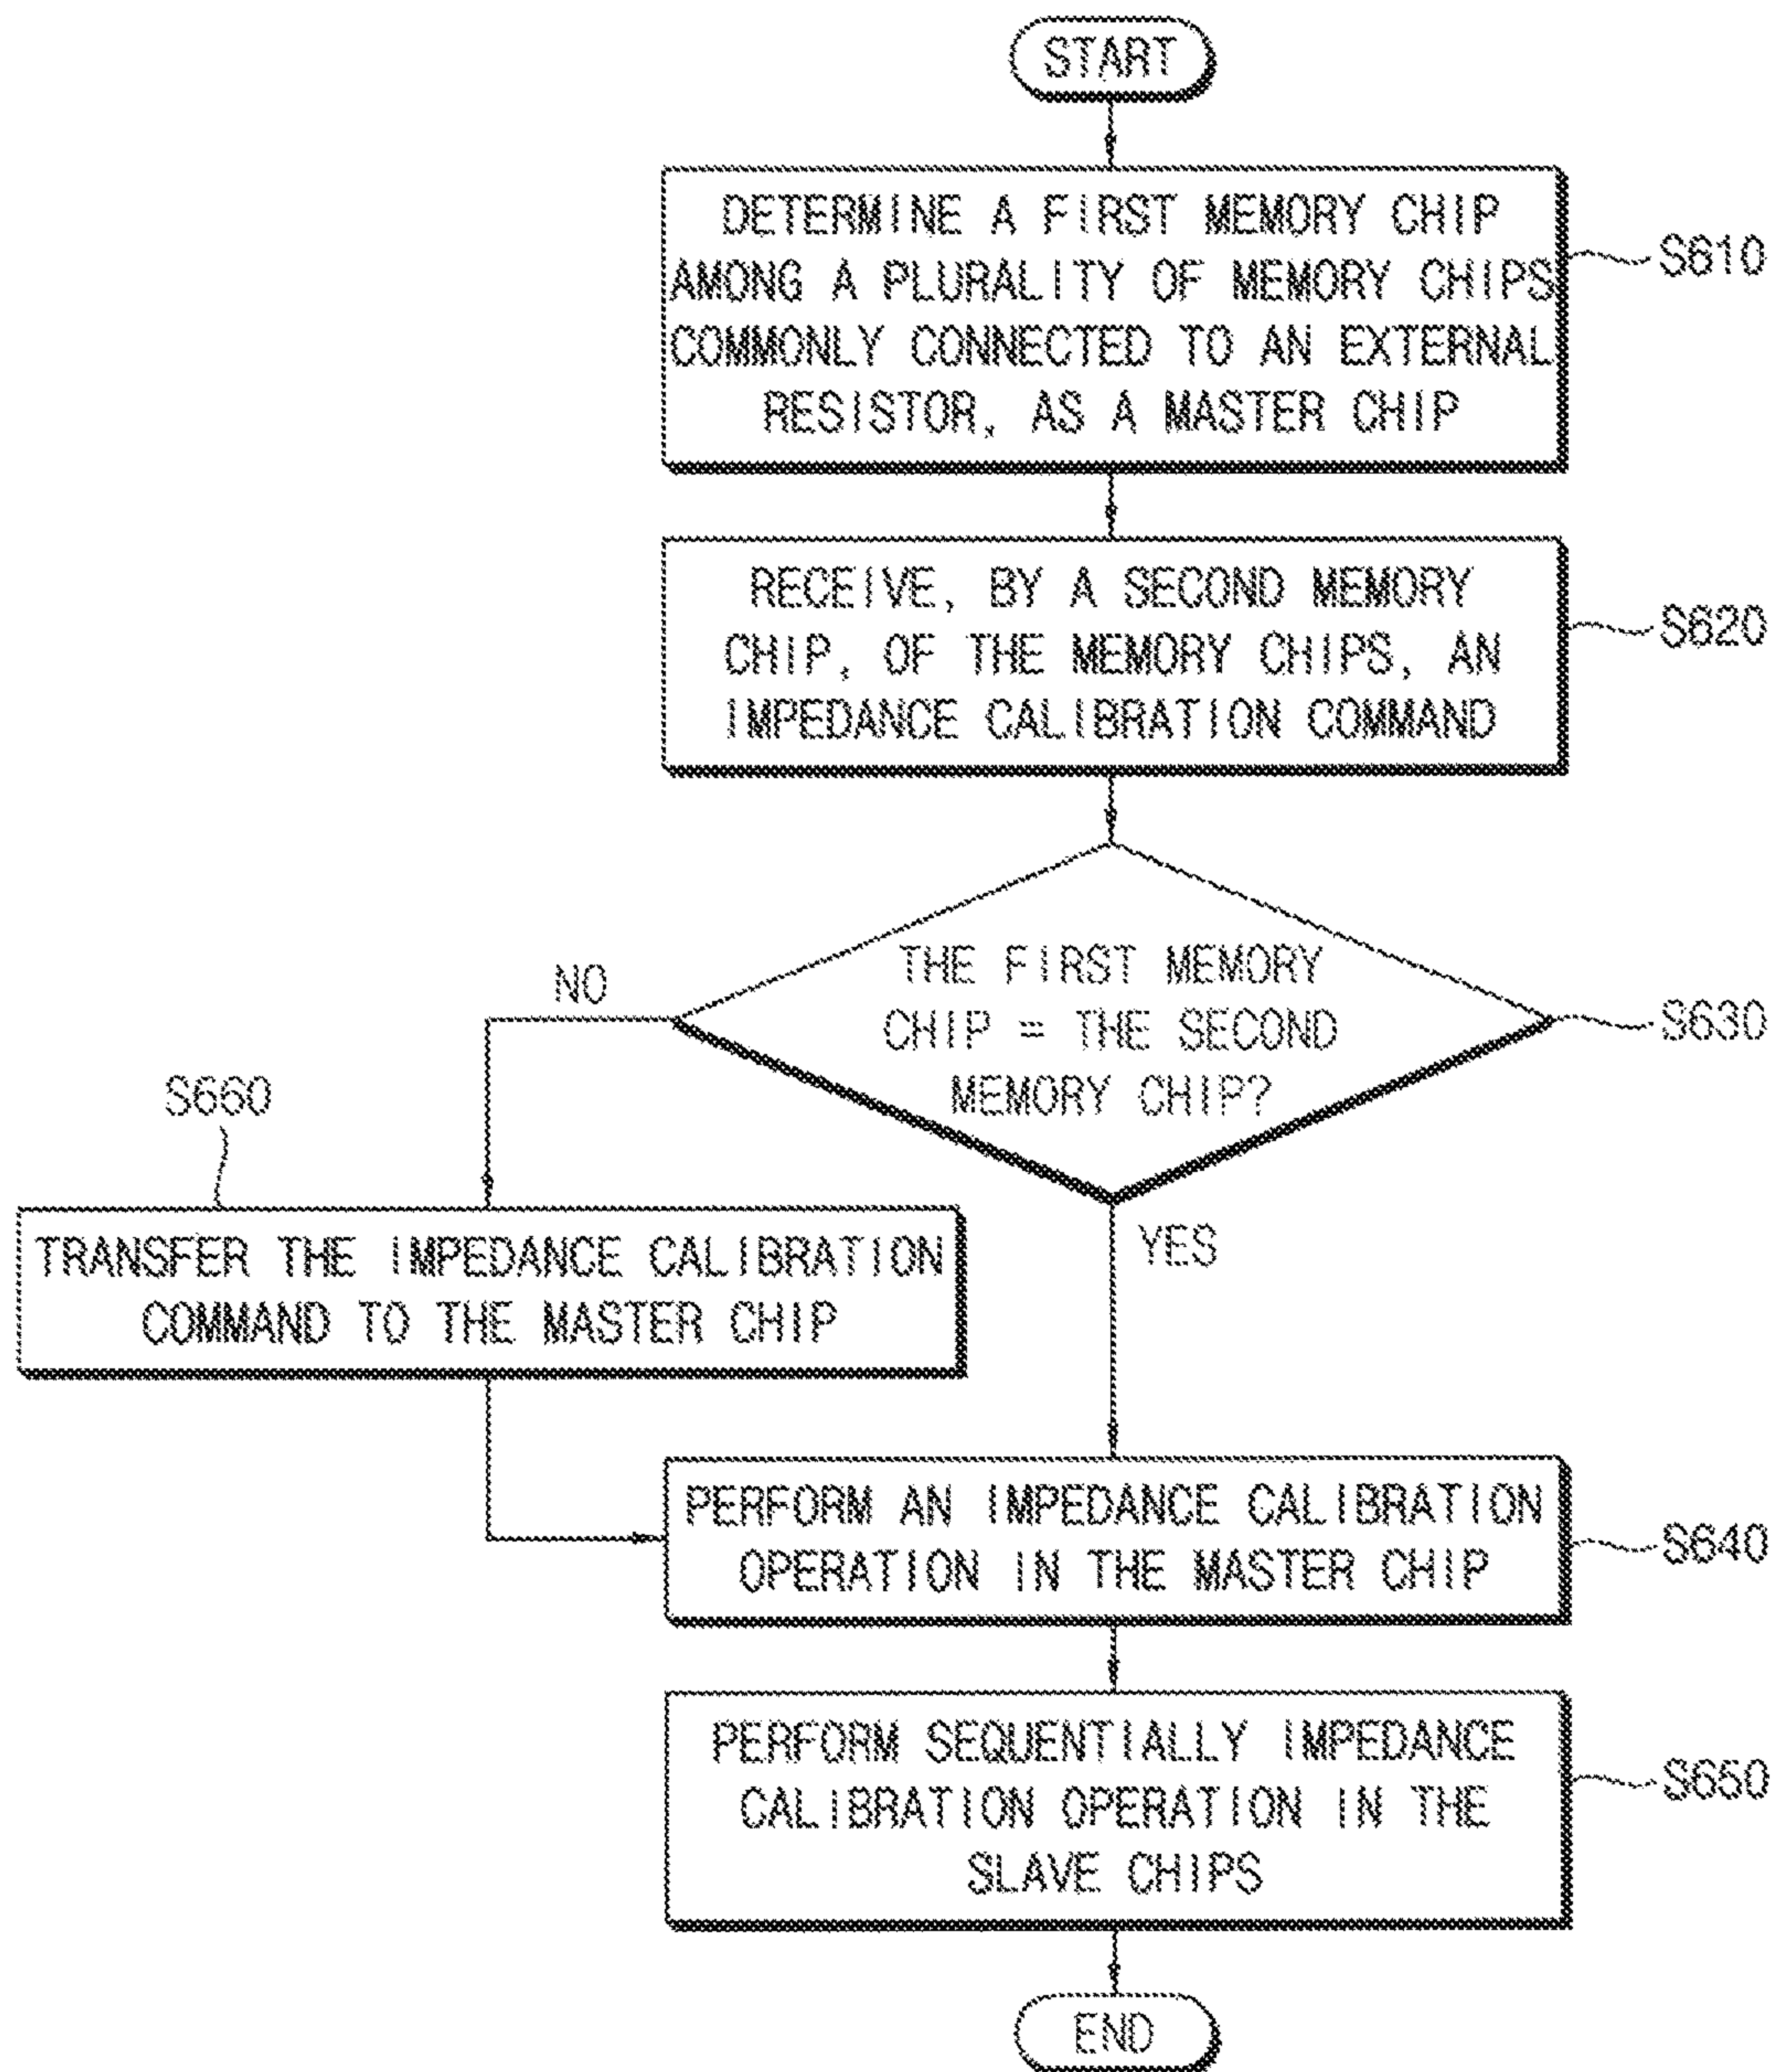 START
DETERMINE A FIRST MEMORY CHIP
AMONG A PLURALITY OF MEMORY CHIPS
COMMONLY CONNECTED TO AN EXTERNAL
RESISTOR, AS A MASTER CHIP
S610
RECEIVE, BY A SECOND MEMORY
CHIP, OF THE MEMORY CHIPS, AN
IMPEDANCE CALIBRATION COMMAND
S620
THE FIRST MEMORY
CHIP = THE SECOND
MEMORY CHIP?
S630
NO
S660
TRANSFER THE IMPEDANCE CALIBRATION
COMMAND TO THE MASTER CHIP
YES
PERFORM AN IMPEDANCE CALIBRATION
OPERATION IN THE MASTER CHIP
S640
PERFORM SEQUENTIALLY IMPEDANCE
CALIBRATION OPERATION IN THE
SLAVE CHIPS
S650
END